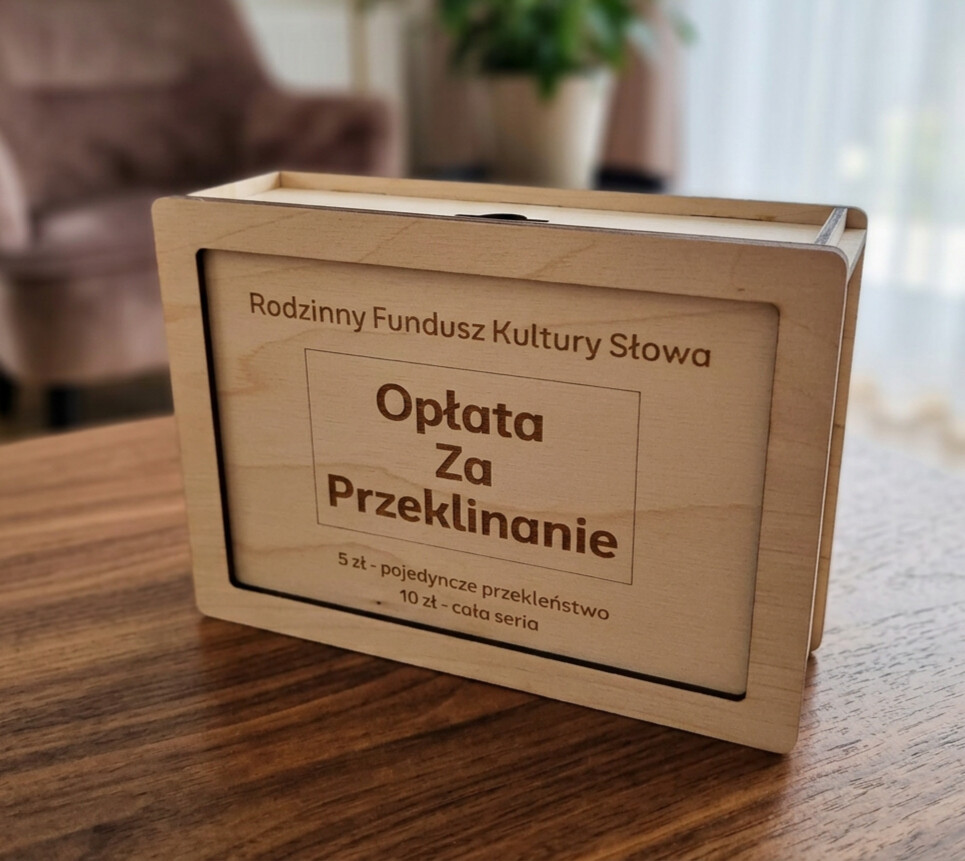 Rodzinny Fundusz Kultury Słowa
Opłata
Za
Przeklinanie
5 zł - pojedyncze przekleństwo
10 zł - cała seria